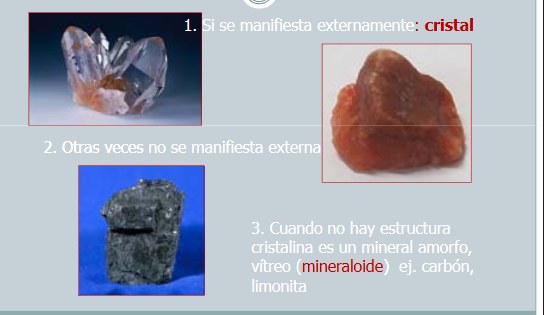 1. Si se manifiesta externamente: cristal
2. Otras veces no se manifiesta externa
3. Cuando no hay estructura
cristalina es un mineral amorfo,
vítreo (mineraloide) ej. carbón,
limonita